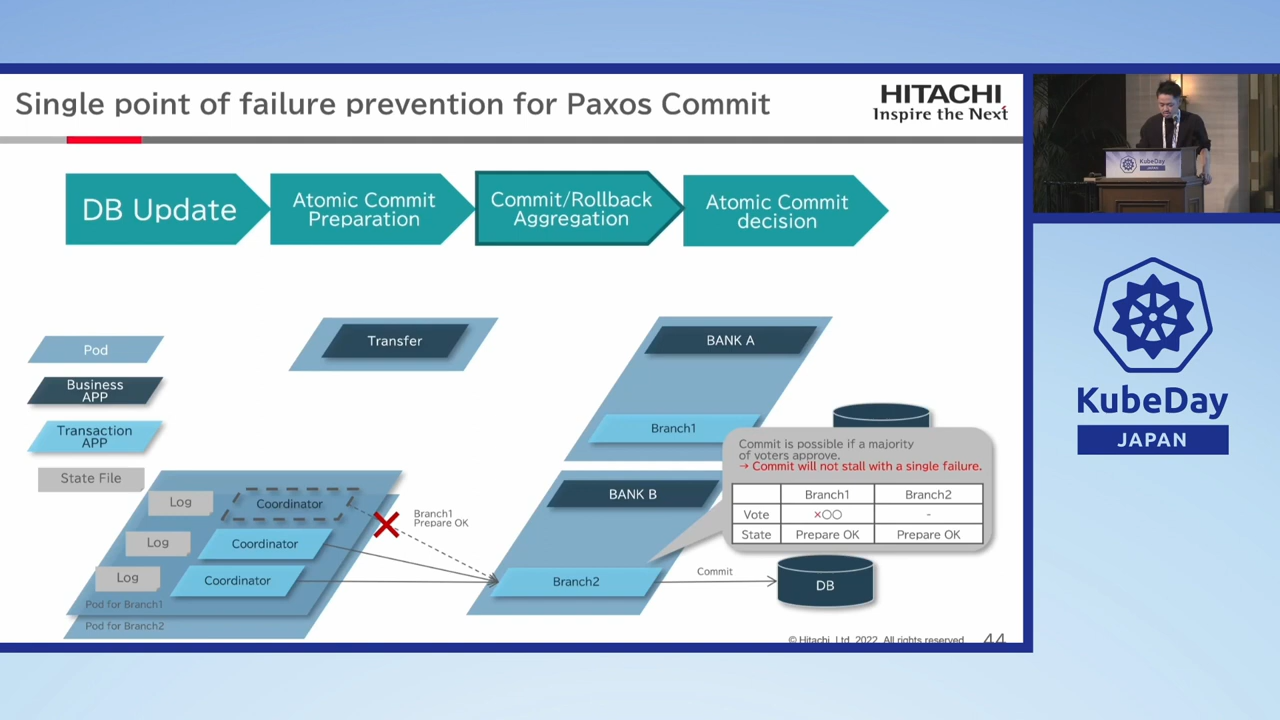 Single point of failure prevention for Paxos Commit
HITACHI
Inspire the Next
DB Update
Atomic Commit
Preparation
Commit/Rollback
Aggregation
Atomic Commit
decision
Pod
Business
APP
Transaction
APP
State File
Transfer
BANK A
Branch1
BANK B
Branch2
Log
Coordinator
Log
Coordinator
Log
Coordinator
Pod for Branch1
Pod for Branch2
Branch1
Prepare OK
Commit is possible if a majority
of voters approve.
→ Commit will not stall with a single failure.
Branch1 Branch2
Vote ×○○ -
State Prepare OK Prepare OK
Commit
DB
© Hitachi, Ltd. 2022. All rights reserved.
44
KubeDay
JAPAN
KubeDay
JAPAN